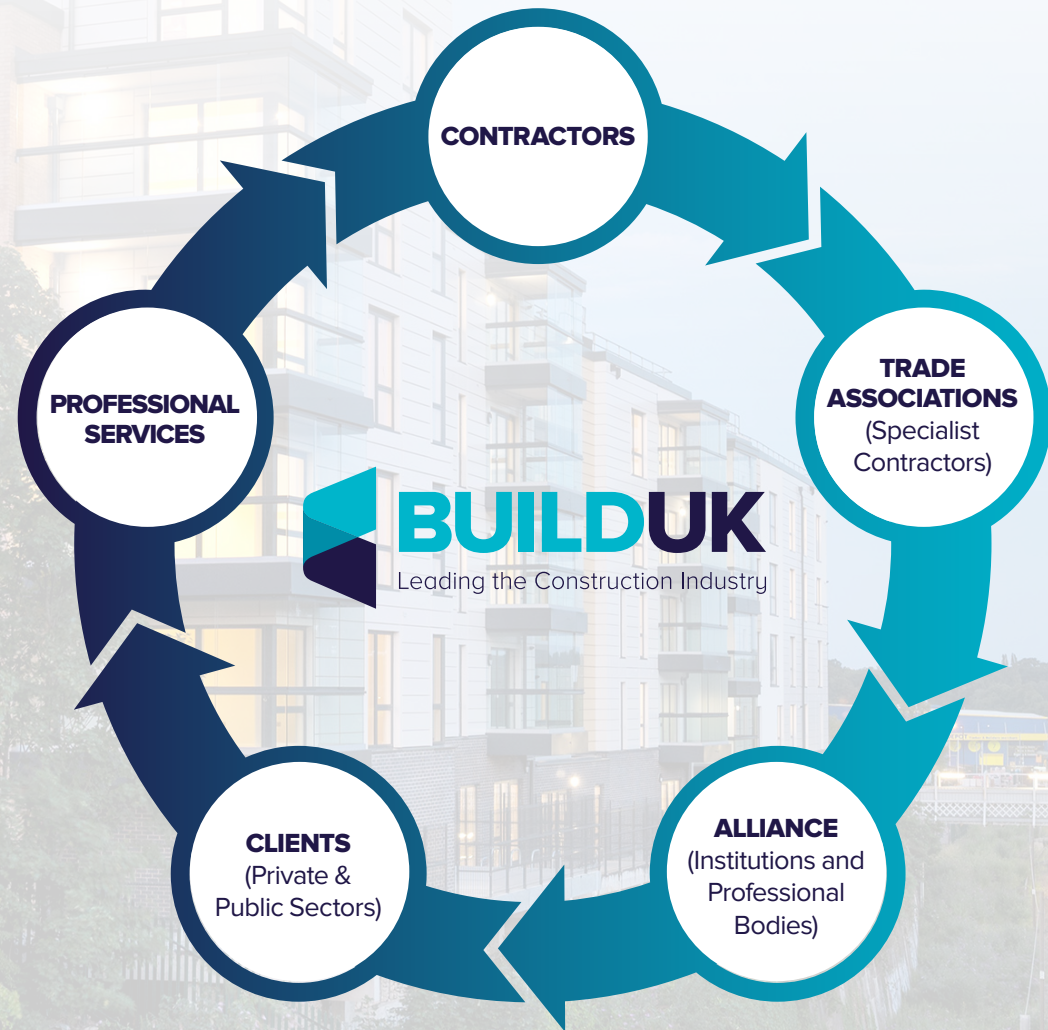 CONTRACTORS
TRADE
ASSOCIATIONS
(Specialist
Contractors)
PROFESSIONAL
SERVICES
BUILDUK
Leading the Construction Industry
ALLIANCE
(Institutions and
Professional
Bodies)
CLIENTS
(Private &
Public Sectors)